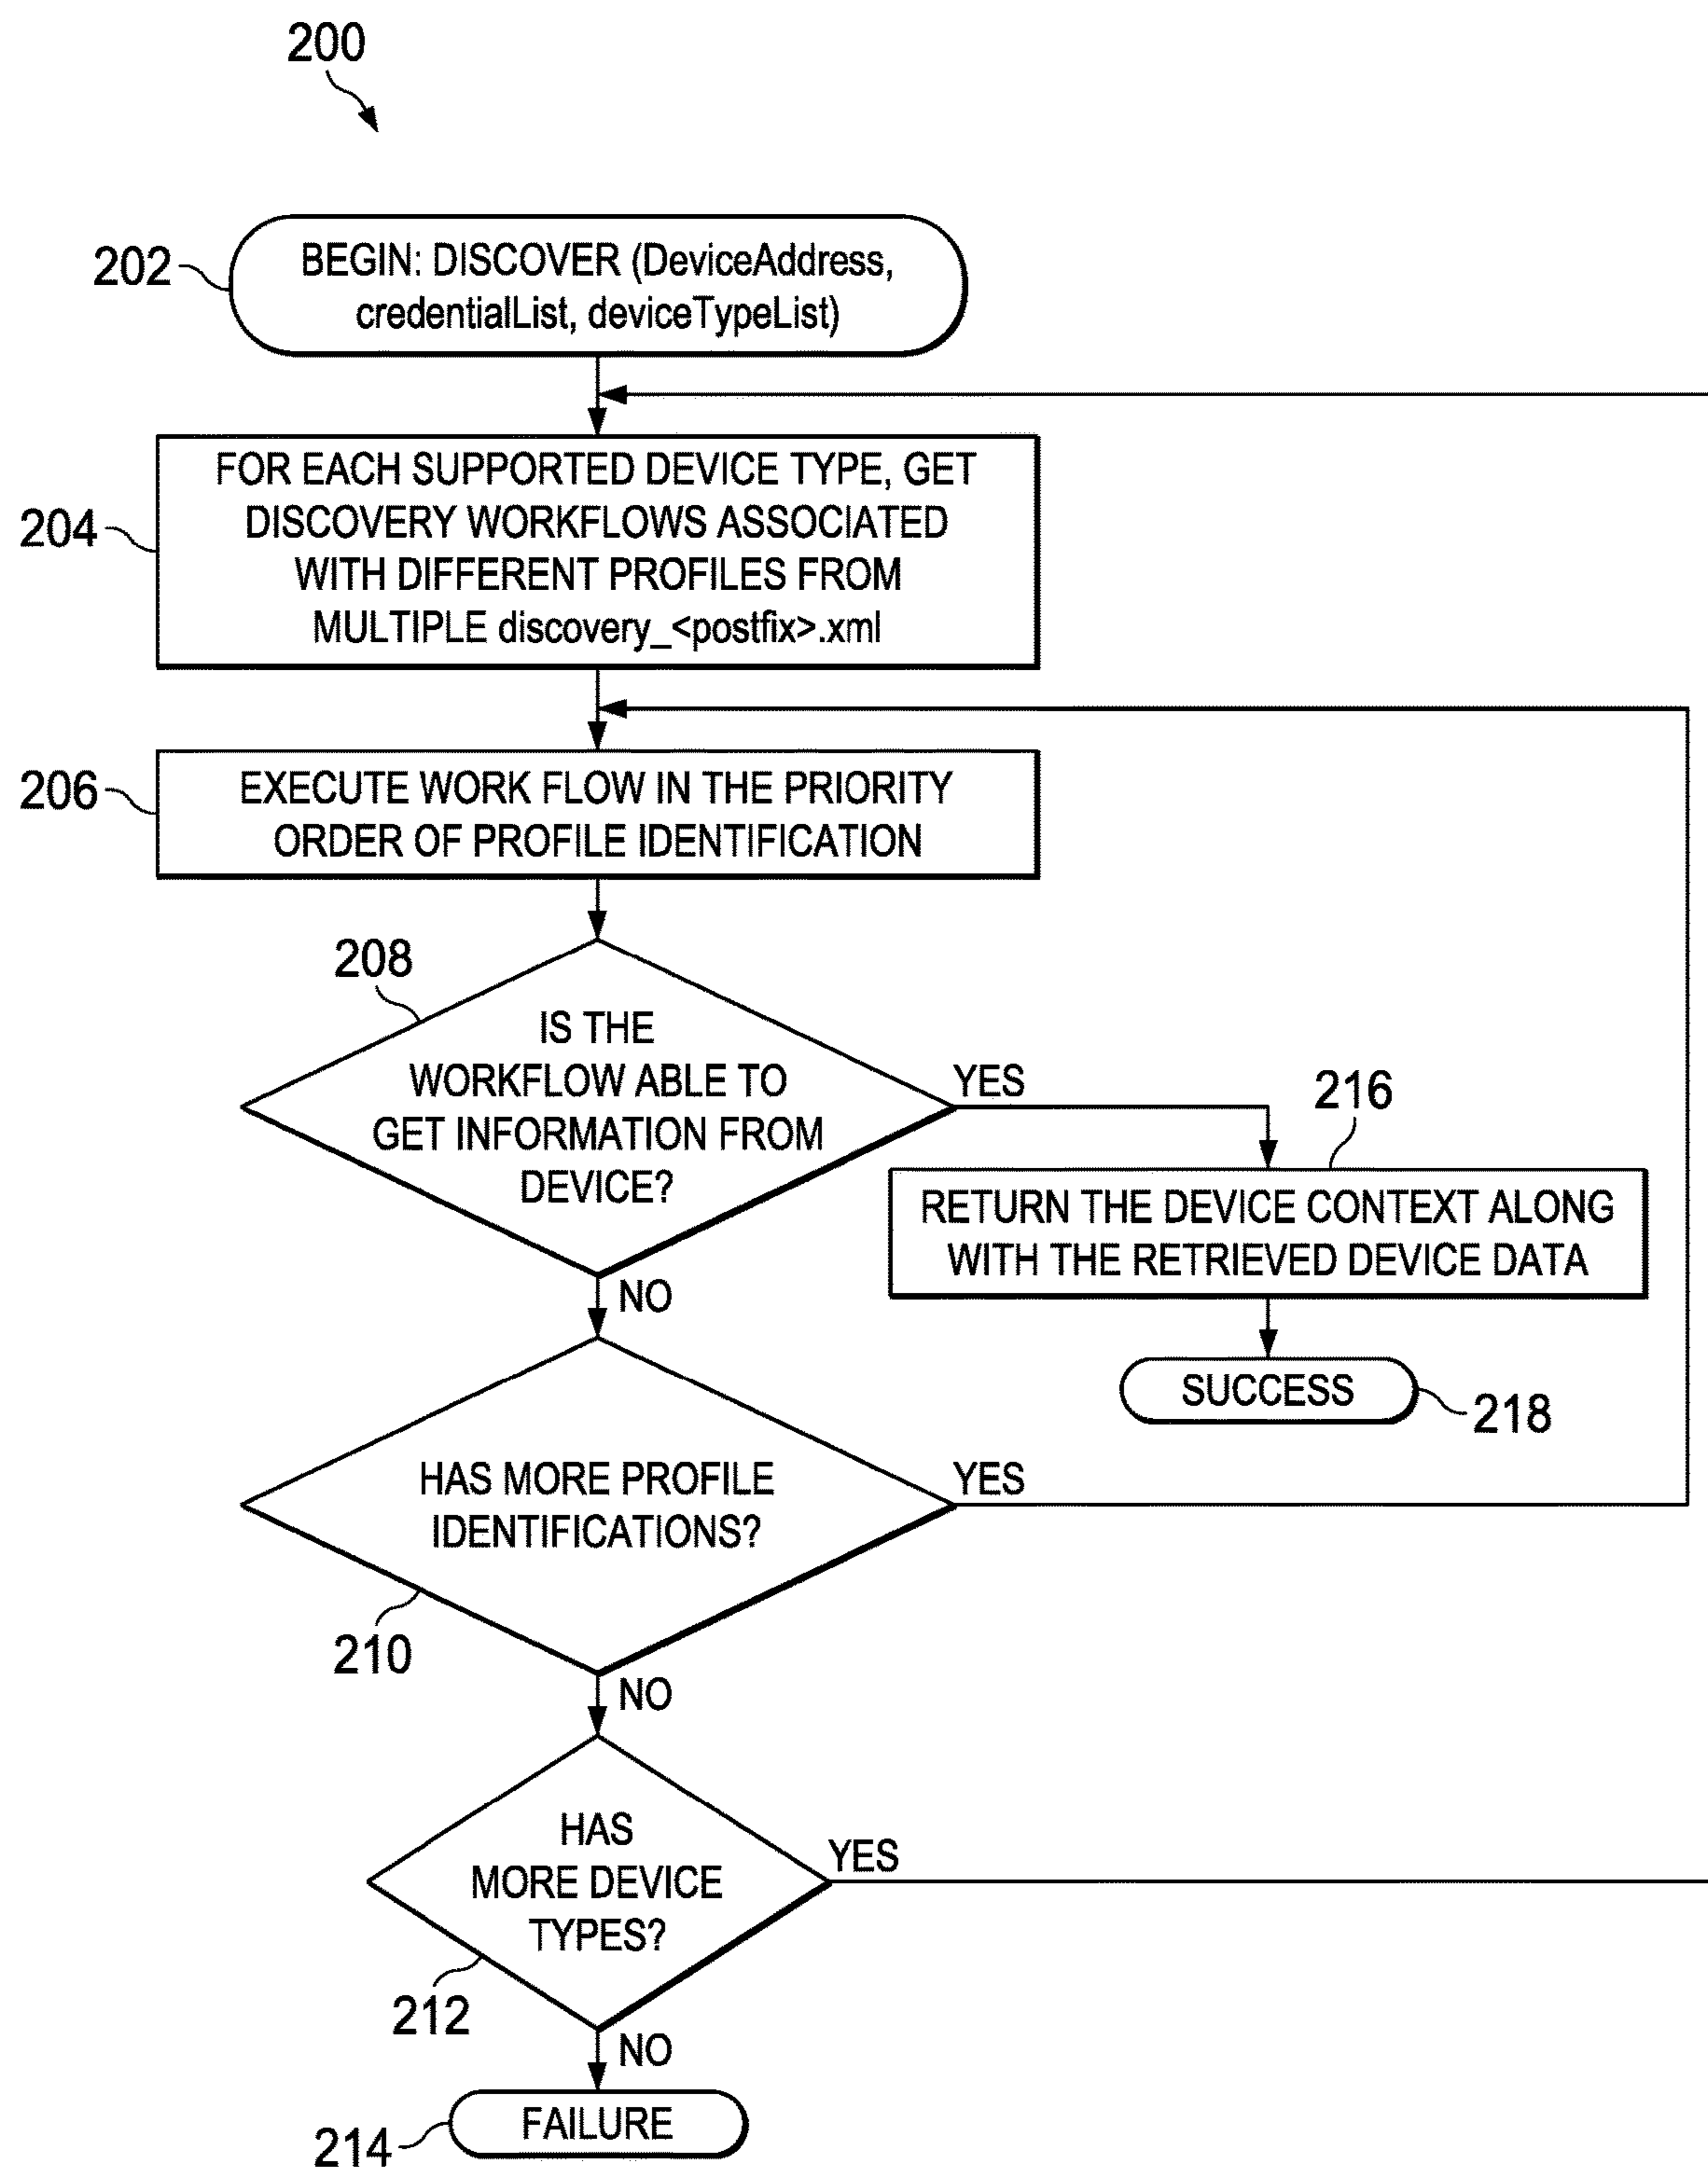 200
202
BEGIN: DISCOVER (DeviceAddress,
credentialList, deviceTypeList)
204
FOR EACH SUPPORTED DEVICE TYPE, GET
DISCOVERY WORKFLOWS ASSOCIATED
WITH DIFFERENT PROFILES FROM
MULTIPLE discovery_<postfix>.xml
206
EXECUTE WORK FLOW IN THE PRIORITY
ORDER OF PROFILE IDENTIFICATION
208
IS THE
WORKFLOW ABLE TO
GET INFORMATION FROM
DEVICE?
YES
NO
216
RETURN THE DEVICE CONTEXT ALONG
WITH THE RETRIEVED DEVICE DATA
SUCCESS
218
HAS MORE PROFILE
IDENTIFICATIONS?
YES
210
NO
HAS
MORE DEVICE
TYPES?
YES
212
NO
FAILURE
214